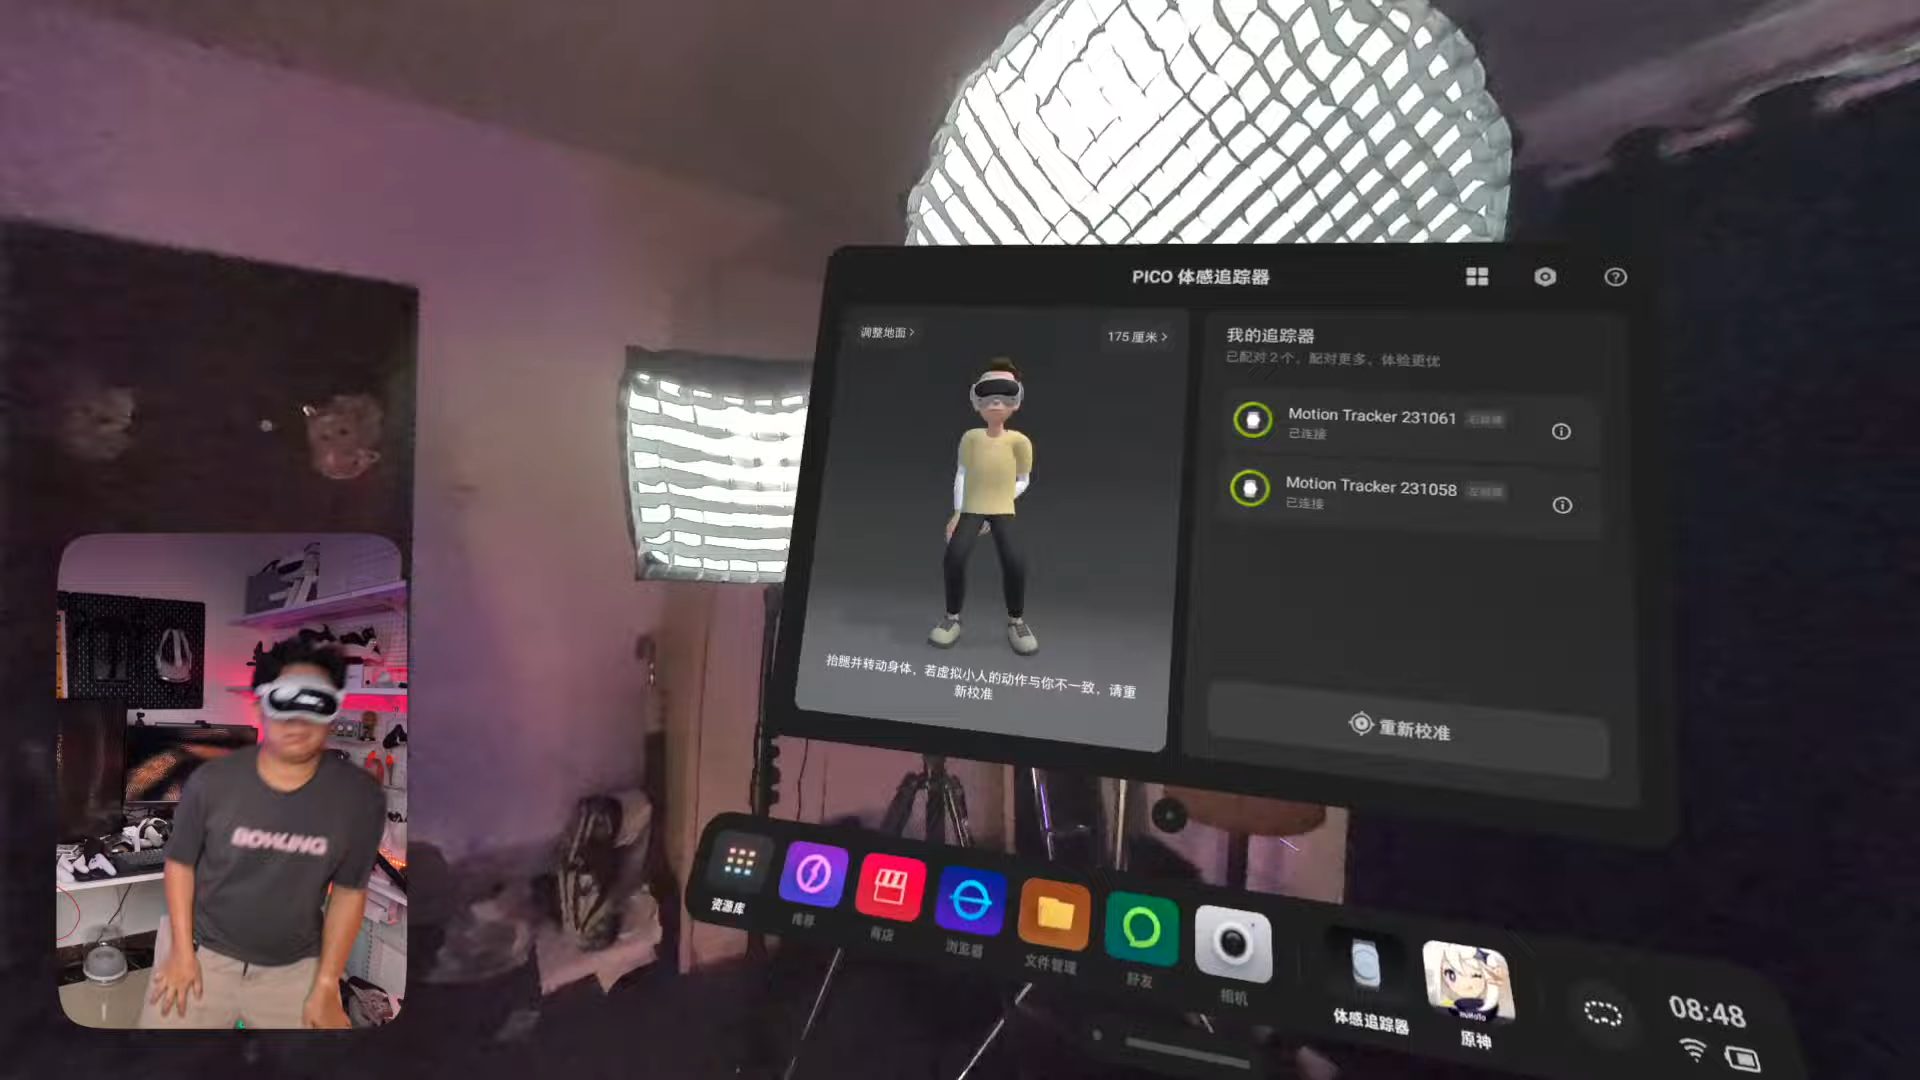 PICO 体感追踪器
调整地面
175 厘米
我的追踪器
已配对 2 个，配对更多，体验更优
Motion Tracker 231061
已连接
Motion Tracker 231058
已连接
抬腿并转动身体，若虚拟小人的动作与你不一致，请重
新校准
重新校准
BOWLING
资源库
推荐
商店
浏览器
文件管理
好友
相机
体感追踪器
原神
08:48